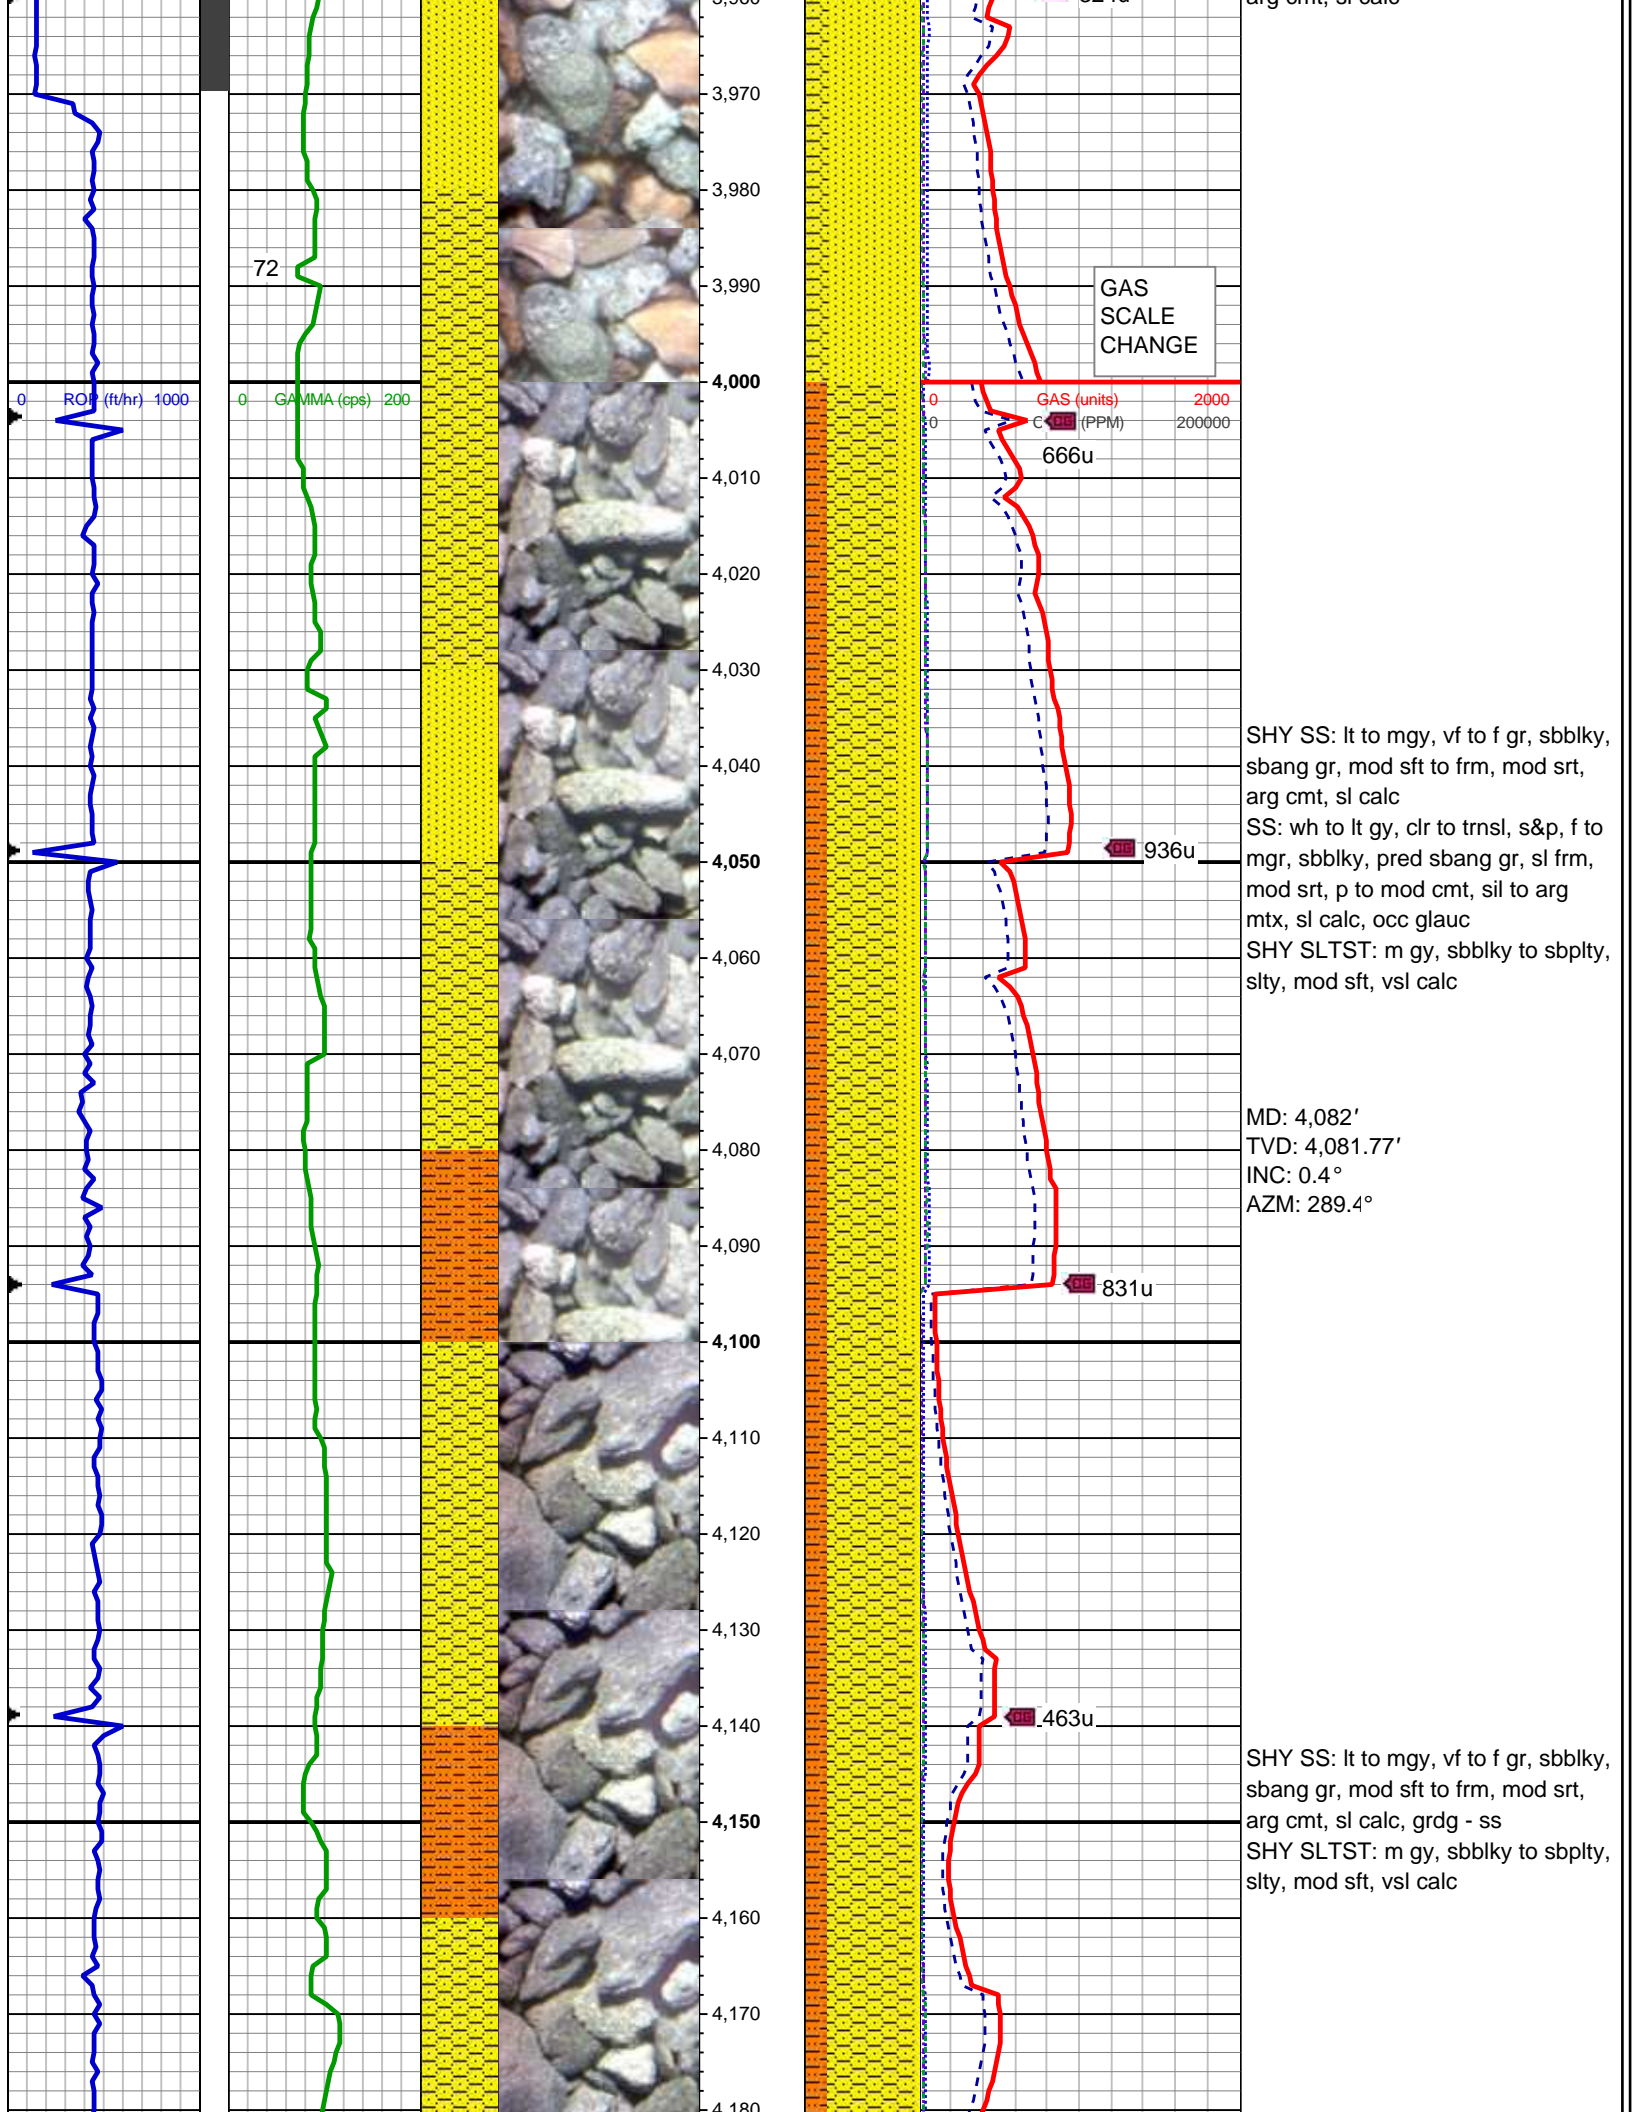 arg cmt, sl calc
3,970
3,980
72
3,990
GAS
SCALE
CHANGE
4,000
0 ROP (ft/hr) 1000
0 GAMMA (cps) 200
0 GAS (units) 2000
0 (PPM) 200000
CG
666u
4,010
4,020
4,030
SHY SS: lt to mgy, vf to f gr, sbblky,
sbang gr, mod sft to frm, mod srt,
4,040
arg cmt, sl calc
SS: wh to lt gy, clr to trnsl, s&p, f to
CG 936u
4,050
mgr, sbblky, pred sbang gr, sl frm,
mod srt, p to mod cmt, sil to arg
mtx, sl calc, occ glauc
SHY SLTST: m gy, sbblky to sbplty,
4,060
slty, mod sft, vsl calc
4,070
MD: 4,082'
TVD: 4,081.77'
4,080
INC: 0.4°
AZM: 289.4°
4,090
CG 831u
4,100
4,110
4,120
4,130
CG 463u
4,140
SHY SS: lt to mgy, vf to f gr, sbblky,
sbang gr, mod sft to frm, mod srt,
4,150
arg cmt, sl calc, grdg - ss
SHY SLTST: m gy, sbblky to sbplty,
slty, mod sft, vsl calc
4,160
4,170
4,180